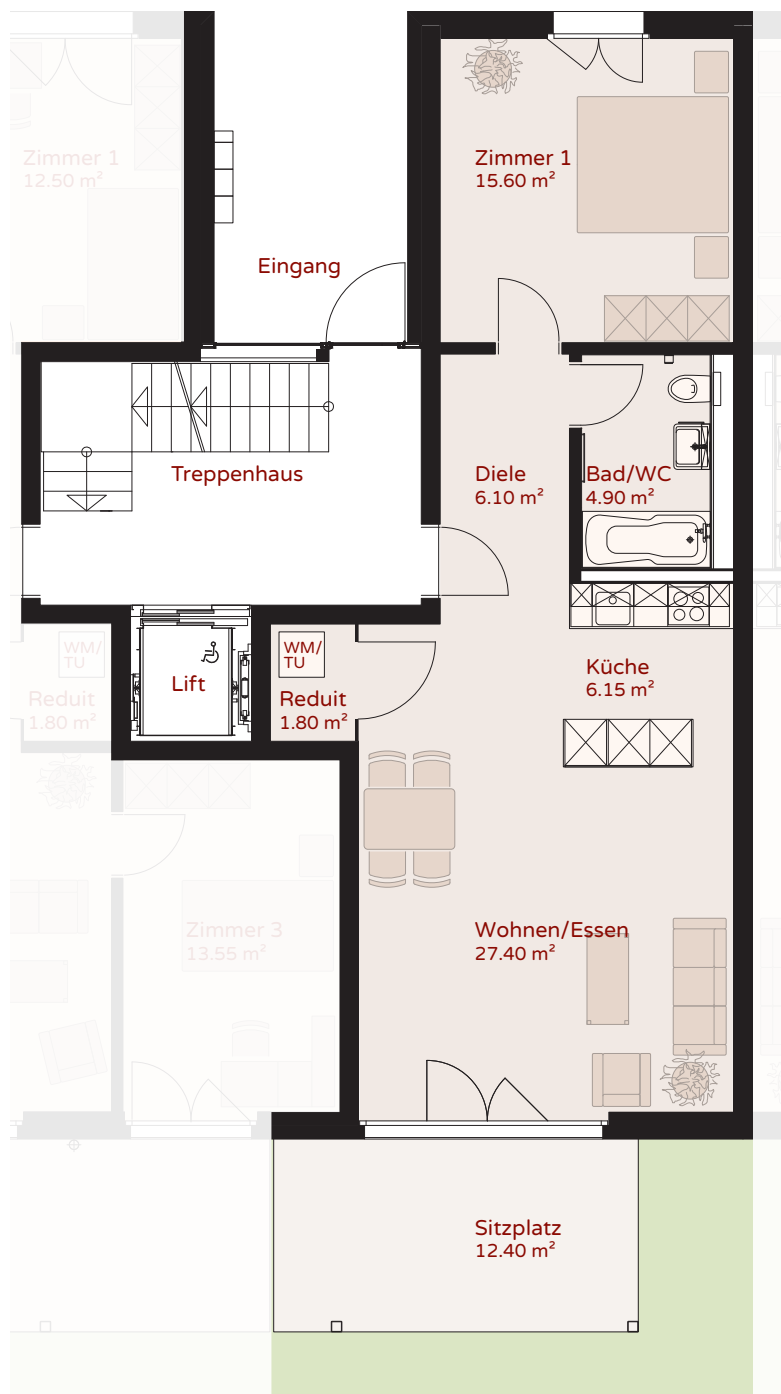 Zimmer 1
12.50 m²
Zimmer 1
15.60 m²
Eingang
Treppenhaus
Diele
6.10 m²
Bad/WC
4.90 m²
WM/
TU
Reduit
1.80 m²
Lift
WM/
TU
Reduit
1.80 m²
Küche
6.15 m²
Zimmer 3
13.55 m²
Wohnen/Essen
27.40 m²
Sitzplatz
12.40 m²